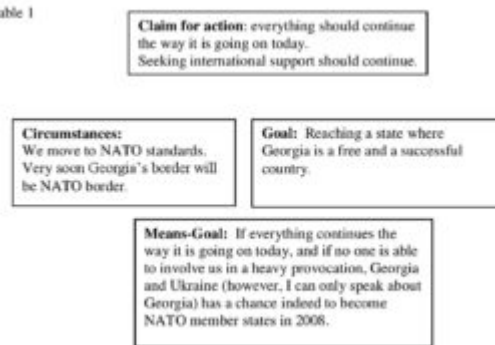 able 1
Claim for action: everything should continue
the way it is going on today.
Seeking international support should continue.
Circumstances:
We move to NATO standards.
Very soon Georgia's border will
be NATO border.
Goal: Reaching a state where
Georgia is a free and a successful
country.
Means-Goal: If everything continues the
way it is going on today, and if no one is able
to involve us in a heavy provocation, Georgia
and Ukraine (however, I can only speak about
Georgia) has a chance indeed to become
NATO member states in 2008.